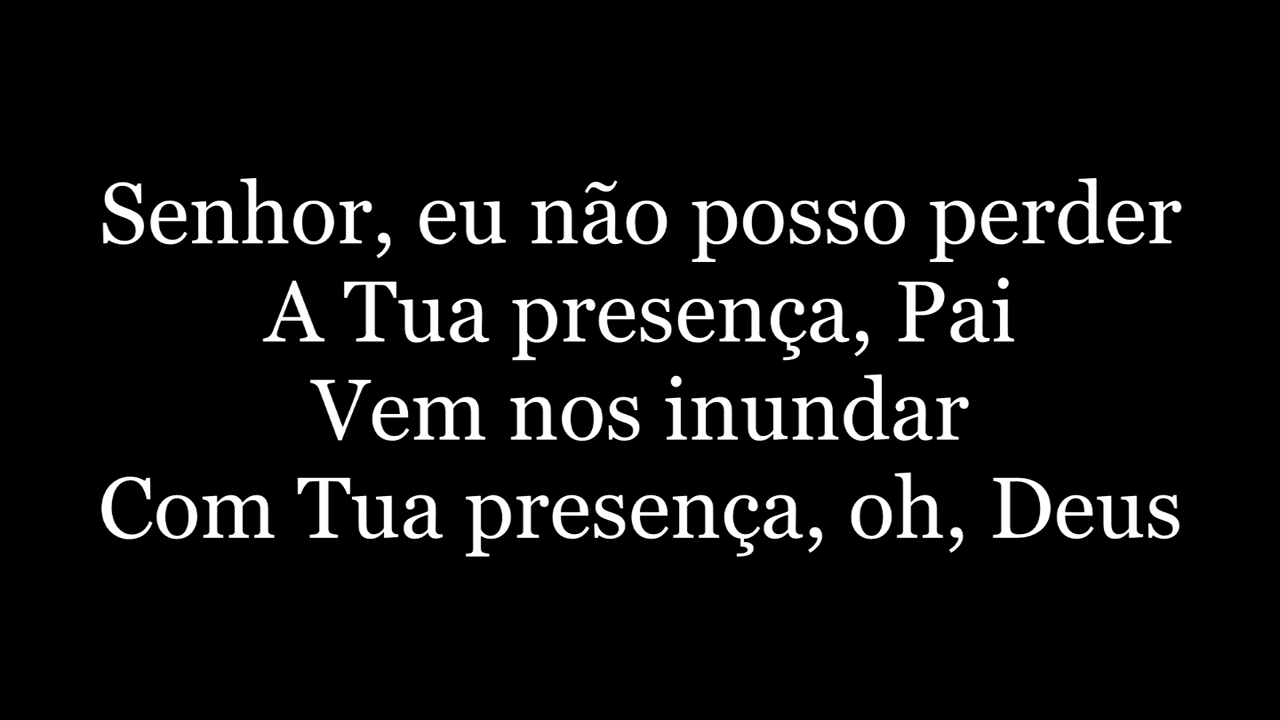 Senhor, eu não posso perder
A Tua presença, Pai
Vem nos inundar
Com Tua presença, oh, Deus